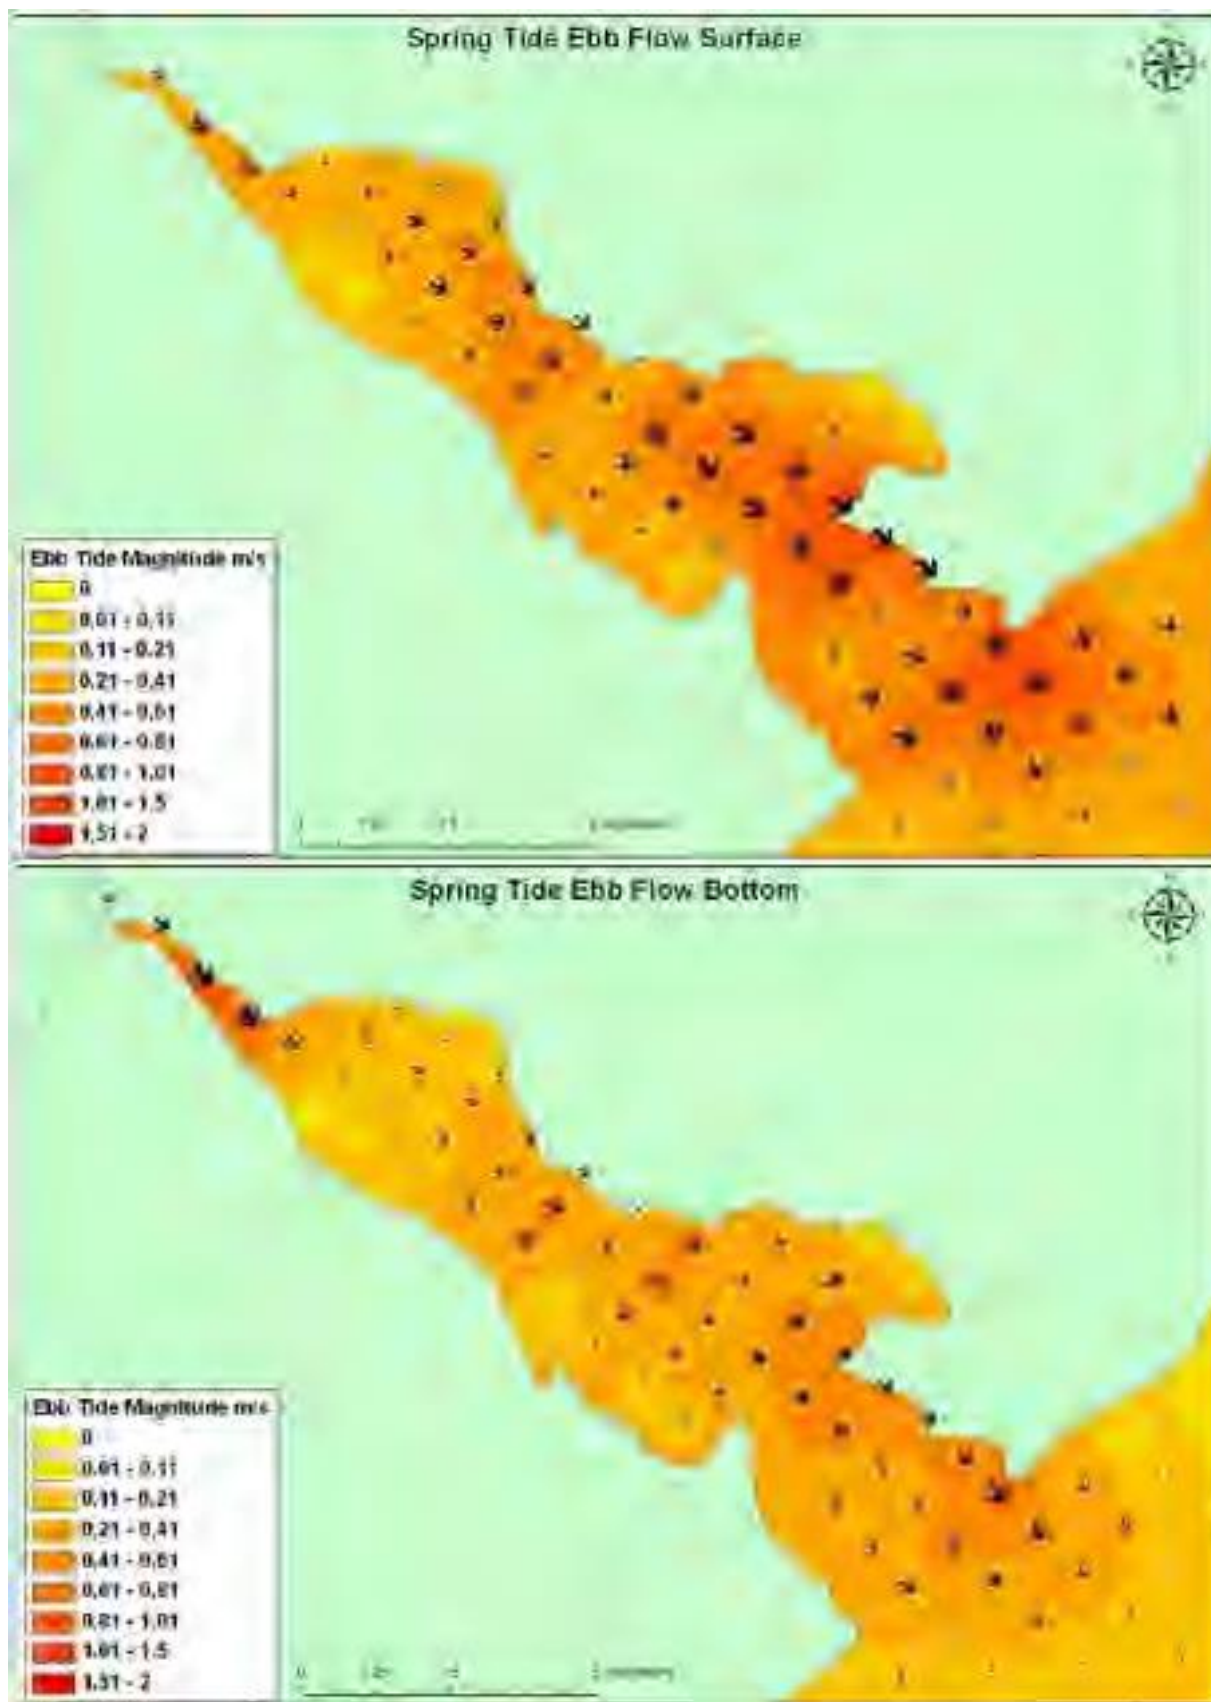 Spring Tide Ebb Flow Surface
Ebb Tide Magnitude m/s
0
0.01 - 0.11
0.11 - 0.21
0.21 - 0.41
0.41 - 0.61
0.61 - 0.81
0.81 - 1.01
1.01 - 1.5
1.51 - 2
Spring Tide Ebb Flow Bottom
Ebb Tide Magnitude m/s
0
0.01 - 0.11
0.11 - 0.21
0.21 - 0.41
0.41 - 0.61
0.61 - 0.81
0.81 - 1.01
1.01 - 1.5
1.51 - 2